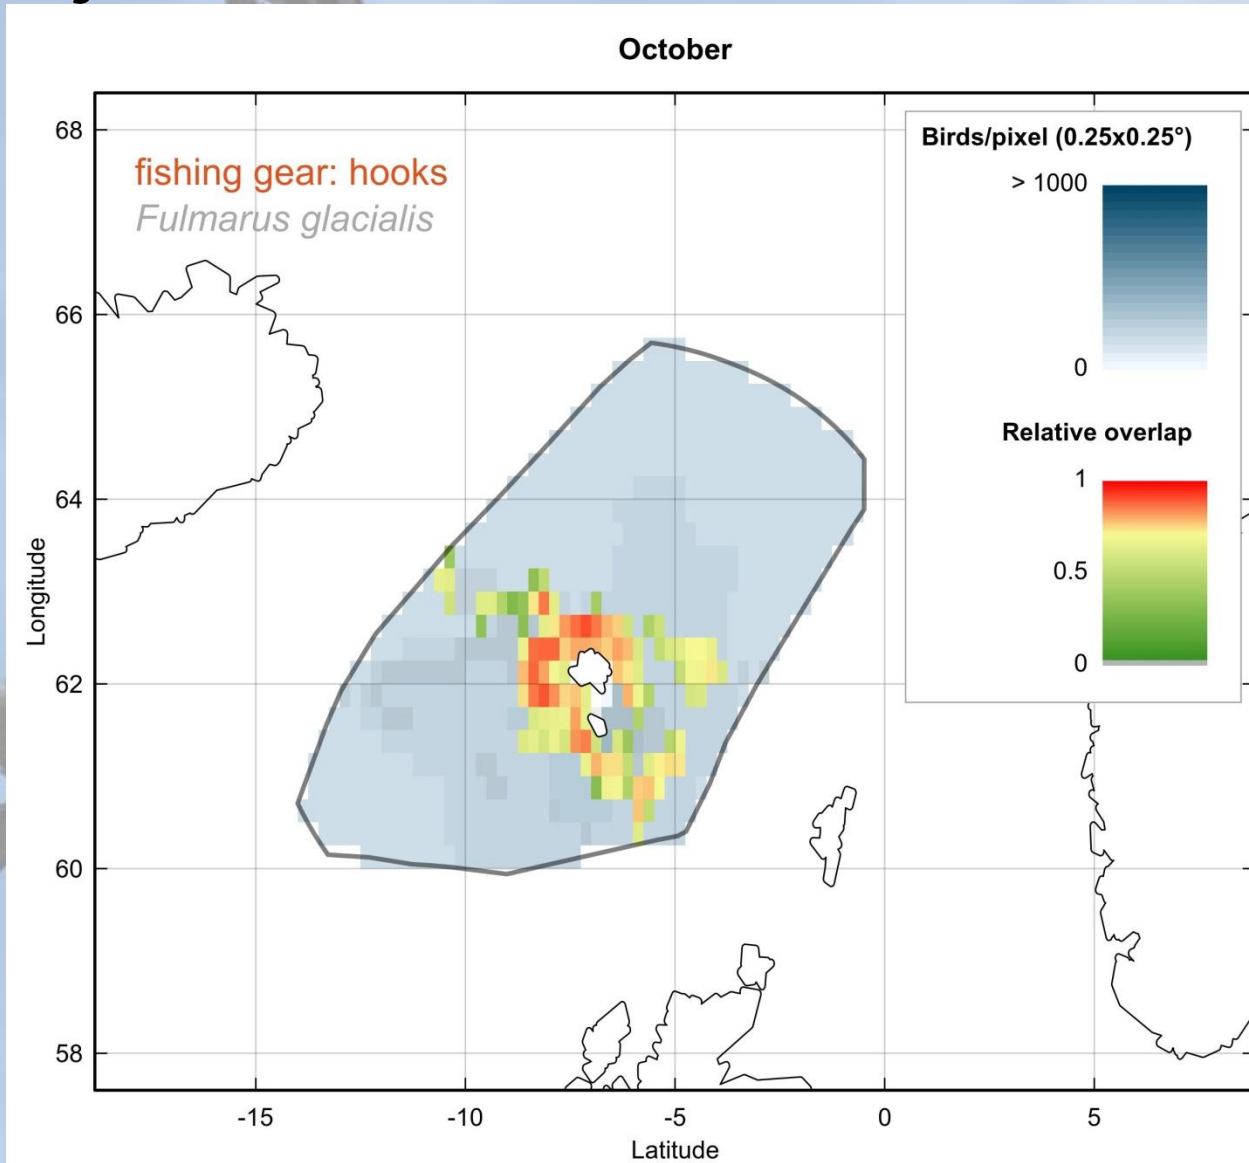 October
fishing gear: hooks
Fulmarus glacialis
Birds/pixel (0.25x0.25°)
> 1000
0
Relative overlap
1
0.5
0
68
66
64
62
60
58
Longitude
-15
-10
-5
0
5
Latitude